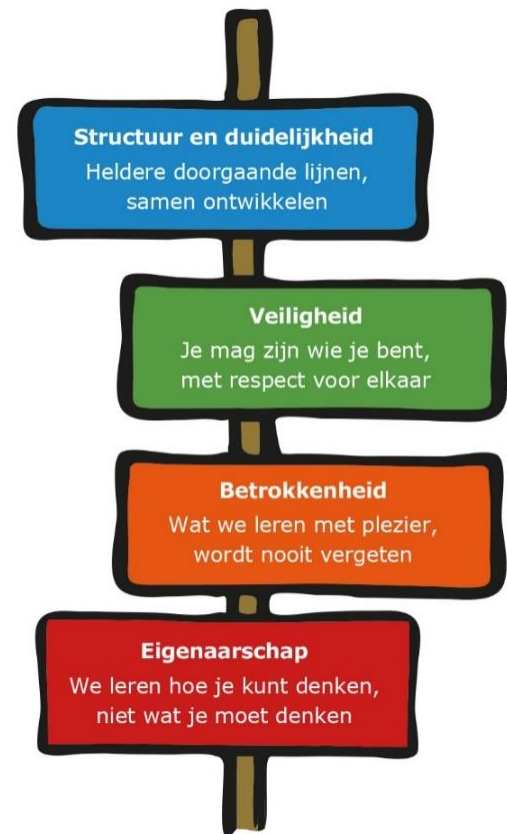 Structuur en duidelijkheid
Heldere doorgaande lijnen,
samen ontwikkelen
Veiligheid
Je mag zijn wie je bent,
met respect voor elkaar
Betrokkenheid
Wat we leren met plezier,
wordt nooit vergeten
Eigenaarschap
We leren hoe je kunt denken,
niet wat je moet denken